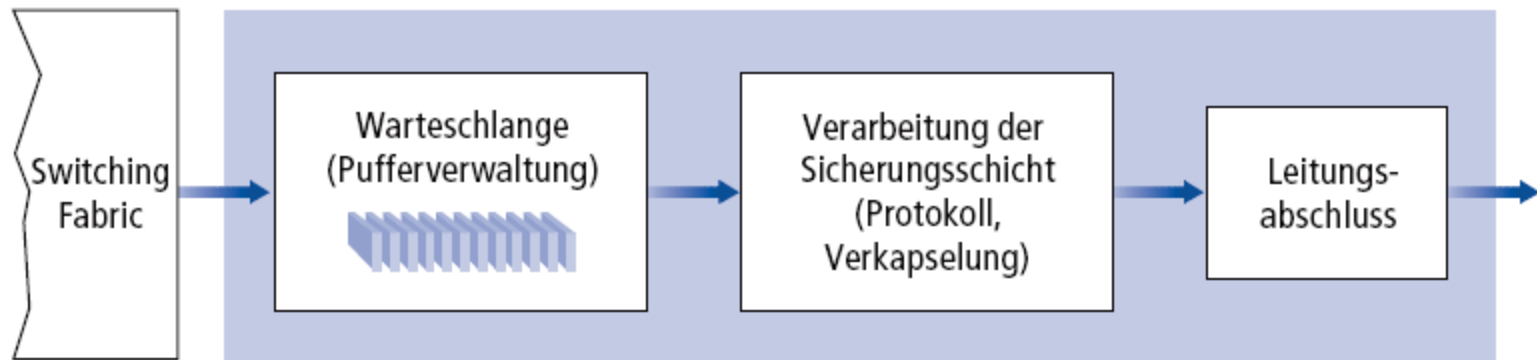 Switching
Fabric
Warteschlange
(Pufferverwaltung)
Verarbeitung der
Sicherungsschicht
(Protokoll,
Verkapselung)
Leitungs-
abschluss